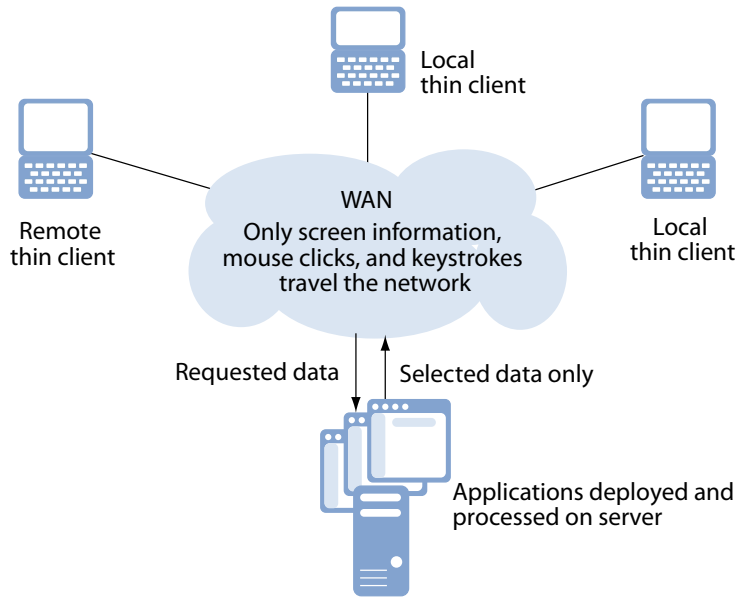 Local
thin client
Remote
thin client
Local
thin client
WAN
Only screen information,
mouse clicks, and keystrokes
travel the network
Requested data
Selected data only
Applications deployed and
processed on server